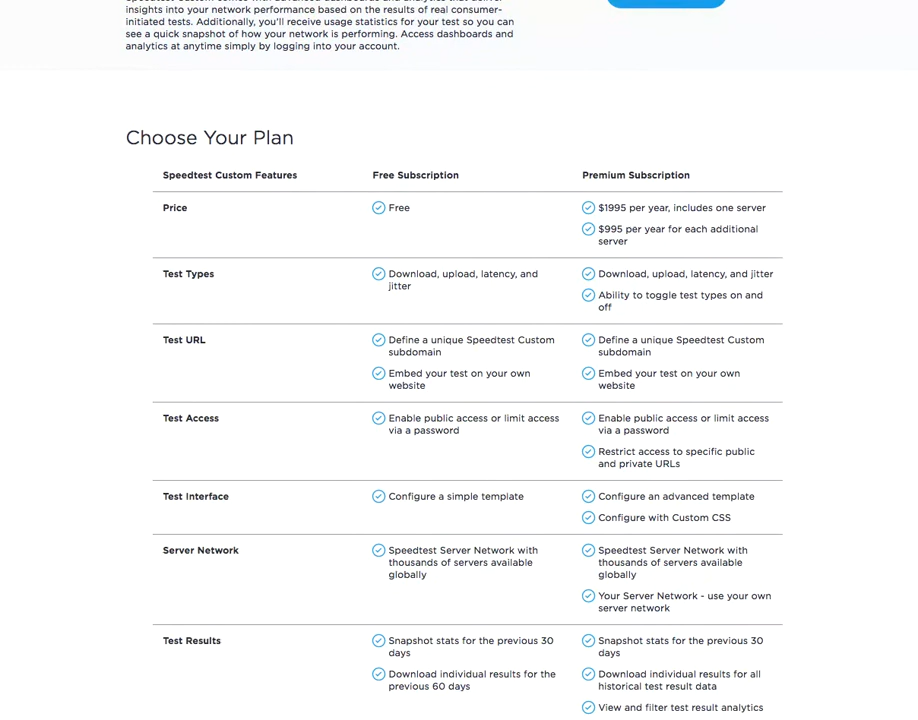 insights into your network performance based on the results of real consumer-
initiated tests. Additionally, you'll receive usage statistics for your test so you can
see a quick snapshot of how your network is performing. Access dashboards and
analytics at anytime simply by logging into your account.
Choose Your Plan
Speedtest Custom Features Free Subscription Premium Subscription
Price Free $1995 per year, includes one server
$995 per year for each additional
server
Test Types Download, upload, latency, and Download, upload, latency, and jitter
jitter
Ability to toggle test types on and
off
Test URL Define a unique Speedtest Custom Define a unique Speedtest Custom
subdomain subdomain
Embed your test on your own Embed your test on your own
website website
Test Access Enable public access or limit access Enable public access or limit access
via a password via a password
Restrict access to specific public
and private URLs
Test Interface Configure a simple template Configure an advanced template
Configure with Custom CSS
Server Network Speedtest Server Network with Speedtest Server Network with
thousands of servers available thousands of servers available
globally globally
Your Server Network - use your own
server network
Test Results Snapshot stats for the previous 30 Snapshot stats for the previous 30
days days
Download individual results for the Download individual results for all
previous 60 days historical test result data
View and filter test result analytics